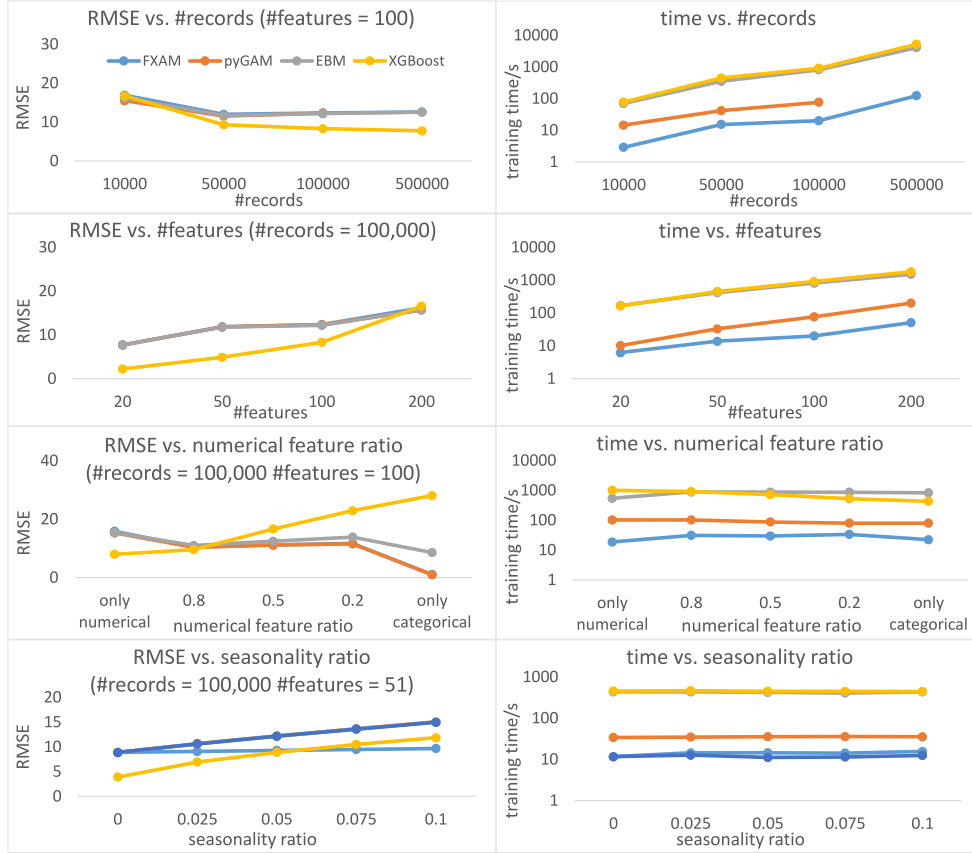 RMSE vs. #records (#features = 100)
30
20
10
0
RMSE
FXAM pyGAM EBM XGBoost
10000 50000 100000 500000
#records
time vs. #records
10000
1000
100
10
1
training time/s
10000 50000 100000 500000
#records
RMSE vs. #features (#records = 100,000)
30
20
10
0
RMSE
20 50 100 200
#features
time vs. #features
10000
1000
100
10
1
training time/s
20 50 100 200
#features
RMSE vs. numerical feature ratio
(#records = 100,000 #features = 100)
40
20
0
RMSE
only numerical 0.8 0.5 0.2 only categorical
numerical feature ratio
time vs. numerical feature ratio
10000
1000
100
10
1
training time/s
only numerical 0.8 0.5 0.2 only categorical
numerical feature ratio
RMSE vs. seasonality ratio
(#records = 100,000 #features = 51)
20
15
10
5
0
RMSE
0 0.025 0.05 0.075 0.1
seasonality ratio
time vs. seasonality ratio
1000
100
10
1
training time/s
0 0.025 0.05 0.075 0.1
seasonality ratio